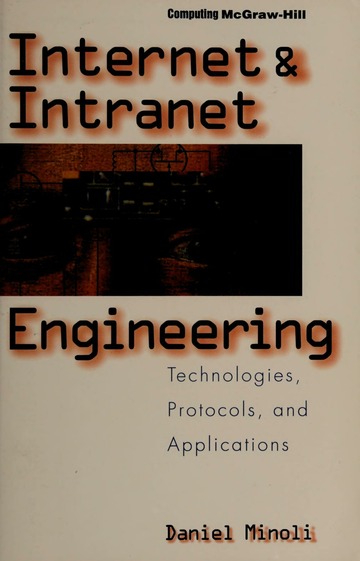 Computing McGraw-Hill
Internet &
Intranet
Engineering
Technologies,
Protocols, and
Applications
Daniel Minoli